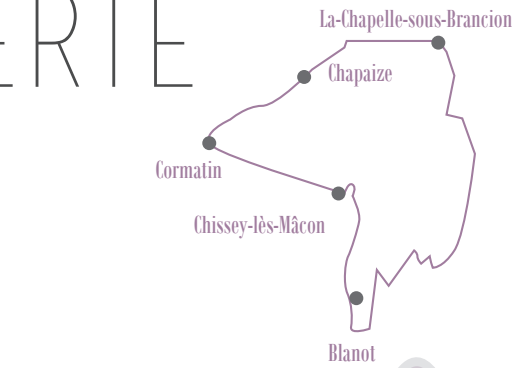 ERIE
La-Chapelle-sous-Brancion
Chapaize
Cormatin
Chissey-lès-Mâcon
Blanot